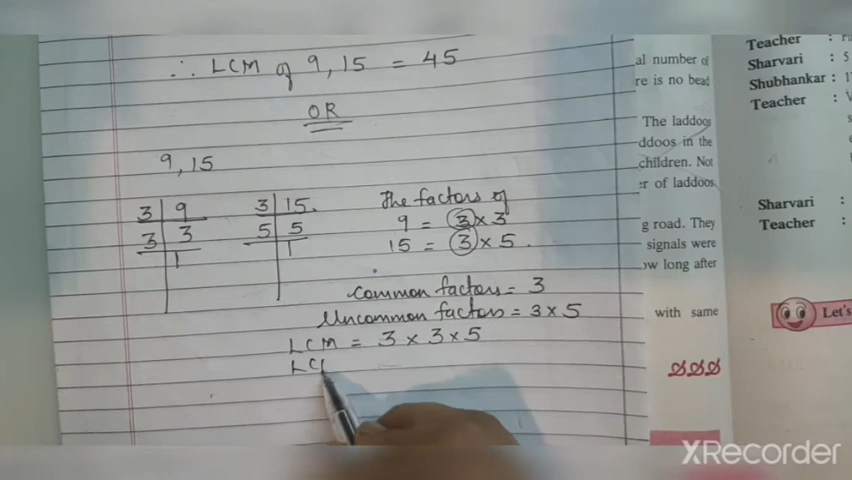 ∴ LCM of 9, 15 = 45
OR
9, 15
3 | 9
3 | 3
1
3 | 15.
5 | 5
1
The factors of
9 = 3 × 3
15 = 3 × 5.
Common factors = 3
Uncommon factors = 3 × 5
LCM = 3 × 3 × 5
LC
al number of
re is no bead
The laddoos
ddoos in the
children. Not
er of laddoos
g road. They
signals were
ow long after
with same
Teacher :
Sharvari : 5
Shubhankar : 1
Teacher :
Sharvari :
Teacher :
Let's
XRecorder